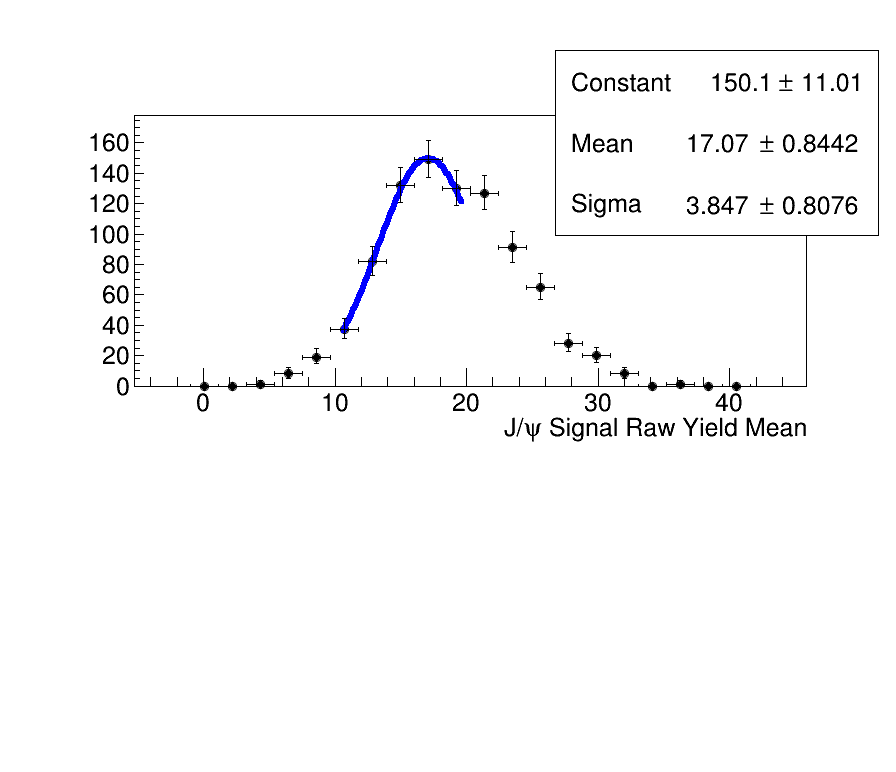 Constant 150.1 ± 11.01
Mean 17.07 ± 0.8442
Sigma 3.847 ± 0.8076
160
140
120
100
80
60
40
20
0
0 10 20 30 40
J/ψ Signal Raw Yield Mean